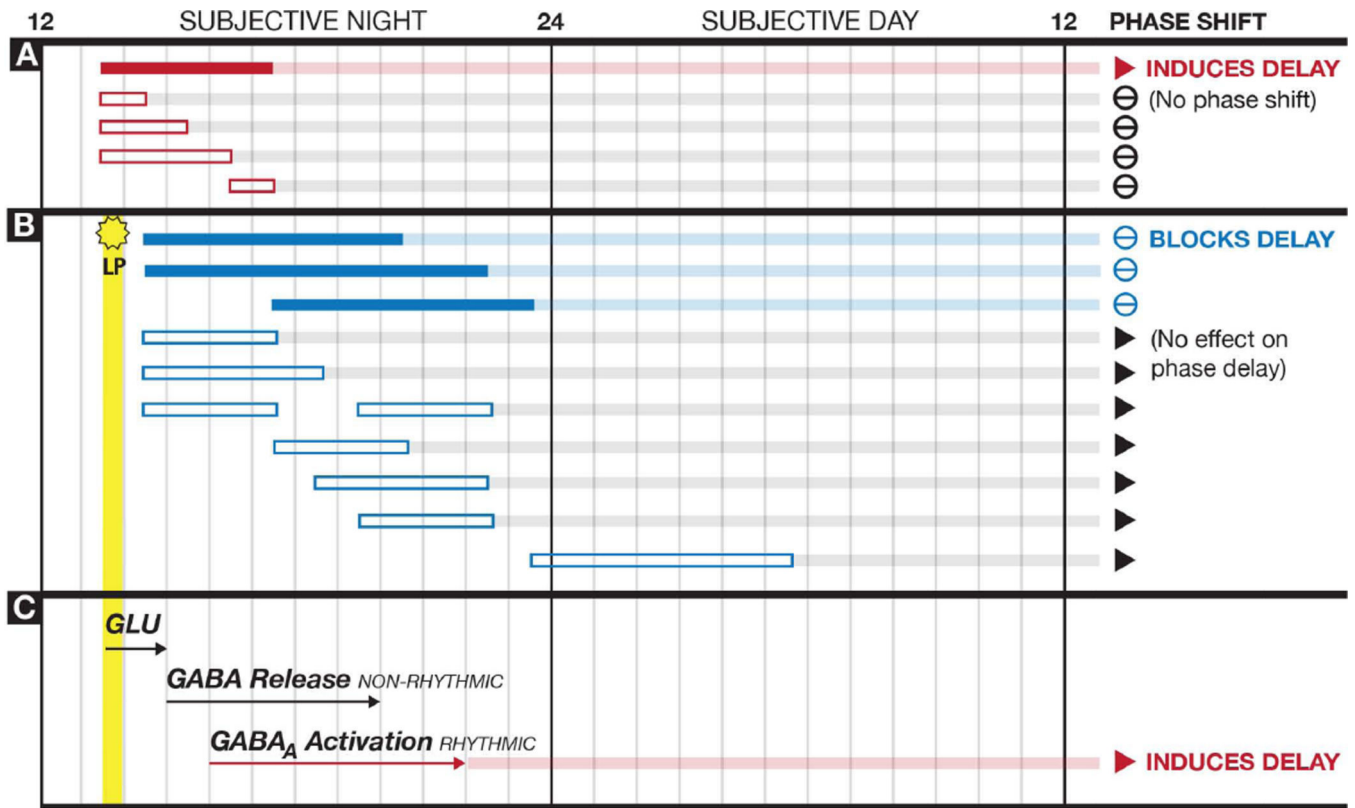 12 SUBJECTIVE NIGHT 24 SUBJECTIVE DAY 12 PHASE SHIFT
A
INDUCES DELAY
(No phase shift)
B
BLOCKS DELAY
LP
(No effect on
phase delay)
C
GLU
GABA Release NON-RHYTHMIC
GABAA Activation RHYTHMIC
INDUCES DELAY